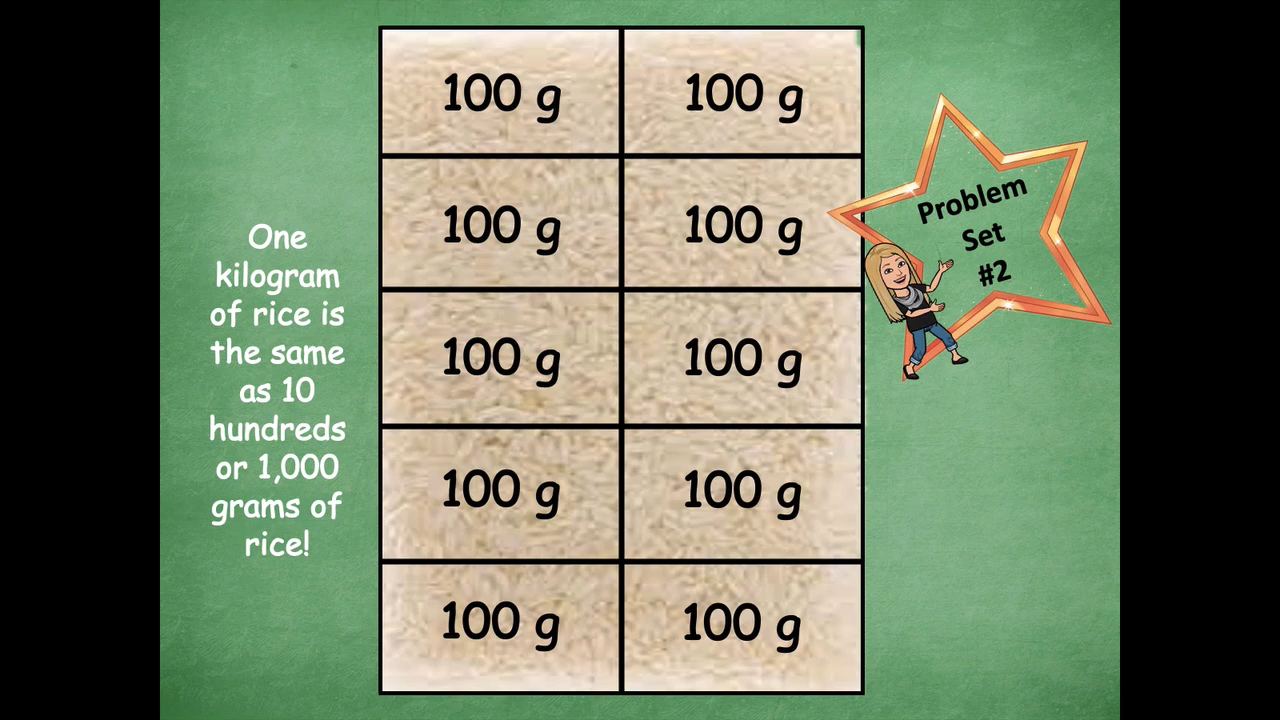 One
kilogram
of rice is
the same
as 10
hundreds
or 1,000
grams of
rice!
100 g
100 g
100 g
100 g
100 g
100 g
100 g
100 g
100 g
100 g
Problem
Set
#2